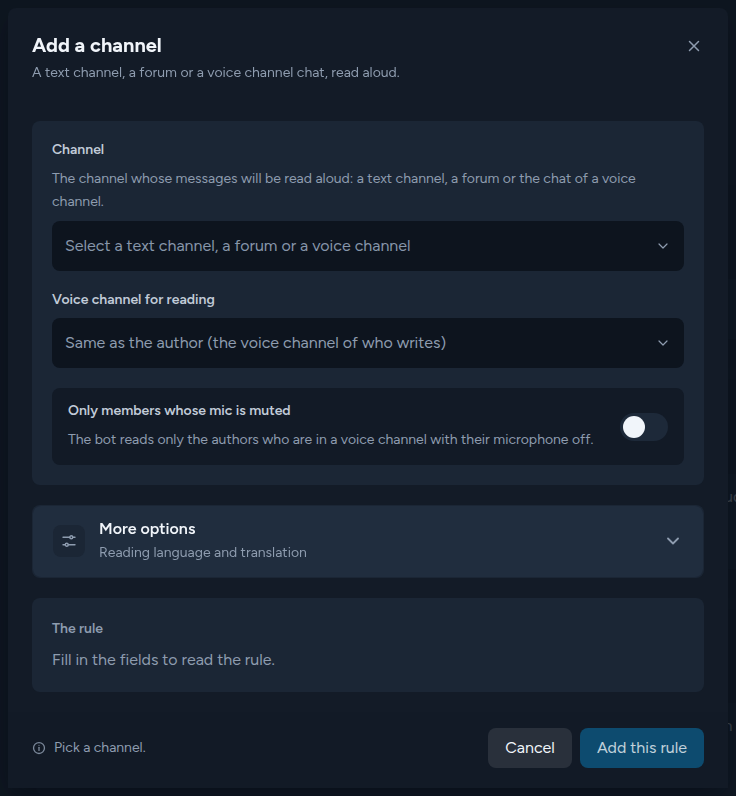 Add a channel
A text channel, a forum or a voice channel chat, read aloud.
Channel
The channel whose messages will be read aloud: a text channel, a forum or the chat of a voice
channel.
Select a text channel, a forum or a voice channel
Voice channel for reading
Same as the author (the voice channel of who writes)
Only members whose mic is muted
The bot reads only the authors who are in a voice channel with their microphone off.
More options
Reading language and translation
The rule
Fill in the fields to read the rule.
Pick a channel.
Cancel
Add this rule